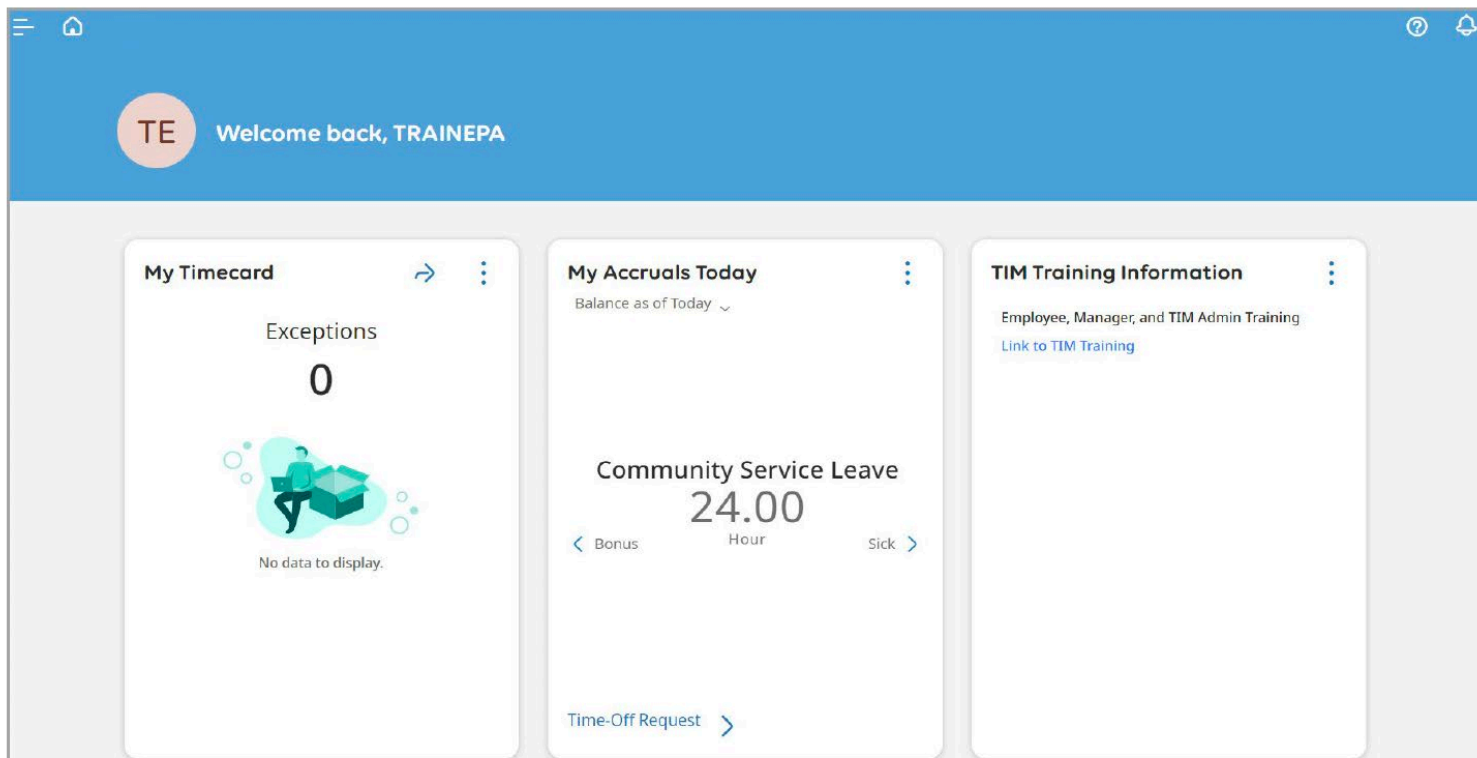 TE
Welcome back, TRAINEPA
My Timecard
Exceptions
0
No data to display.
My Accruals Today
Balance as of Today
Community Service Leave
24.00
Bonus
Hour
Sick
Time-Off Request
TIM Training Information
Employee, Manager, and TIM Admin Training
Link to TIM Training